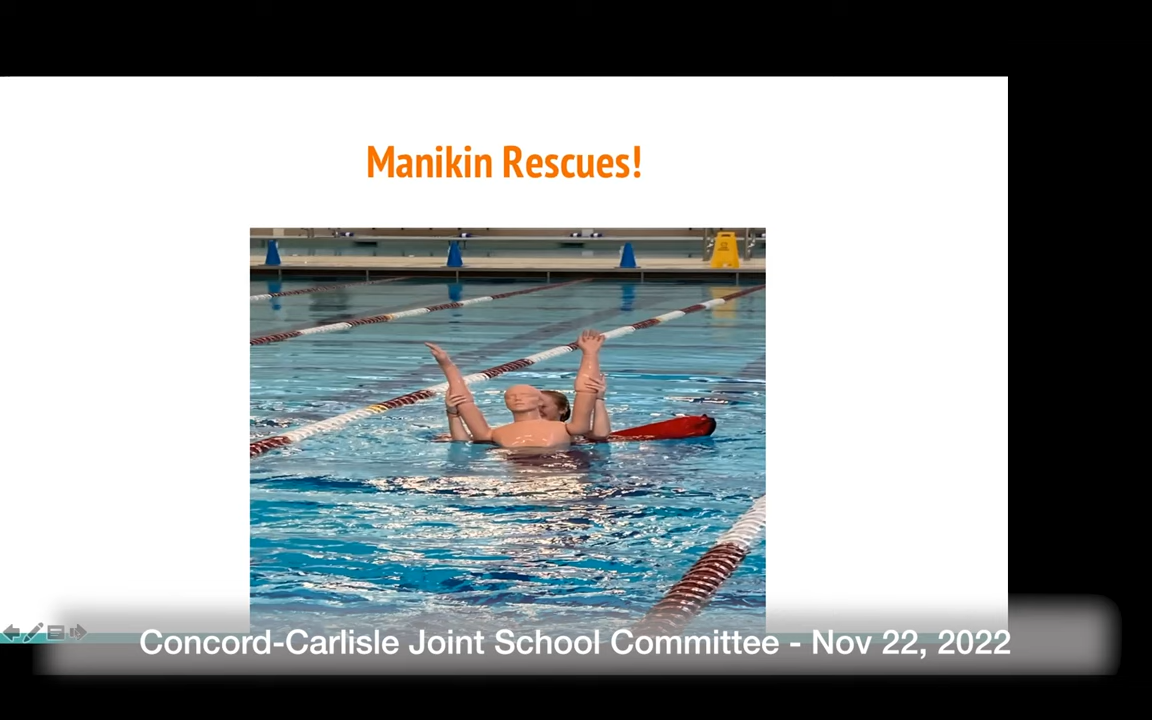 Manikin Rescues!
Concord-Carlisle Joint School Committee - Nov 22, 2022